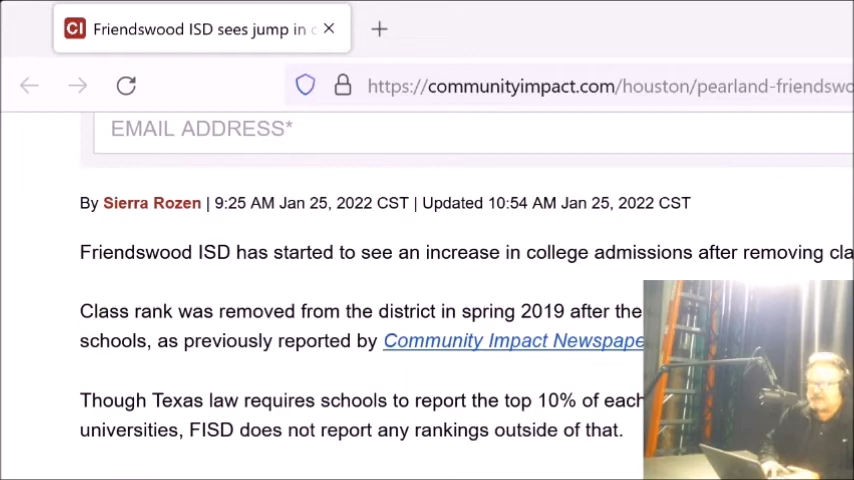 CI Friendswood ISD sees jump in
https://communityimpact.com/houston/pearland-friendswo
EMAIL ADDRESS*
By Sierra Rozen | 9:25 AM Jan 25, 2022 CST | Updated 10:54 AM Jan 25, 2022 CST
Friendswood ISD has started to see an increase in college admissions after removing cla
Class rank was removed from the district in spring 2019 after the
schools, as previously reported by Community Impact Newspape
Though Texas law requires schools to report the top 10% of each
universities, FISD does not report any rankings outside of that.